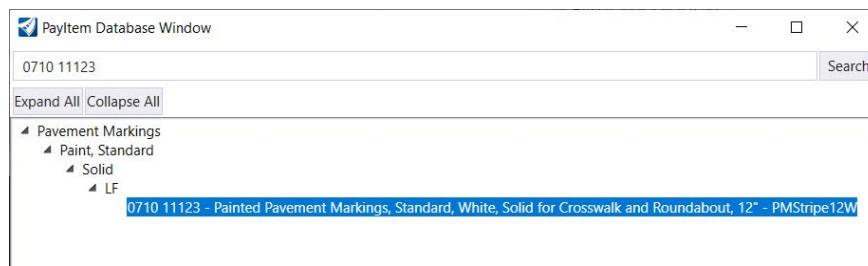 PayItem Database Window
0710 11123 Search
Expand All Collapse All
Pavement Markings
Paint, Standard
Solid
LF
0710 11123 - Painted Pavement Markings, Standard, White, Solid for Crosswalk and Roundabout, 12" - PMStripe12W